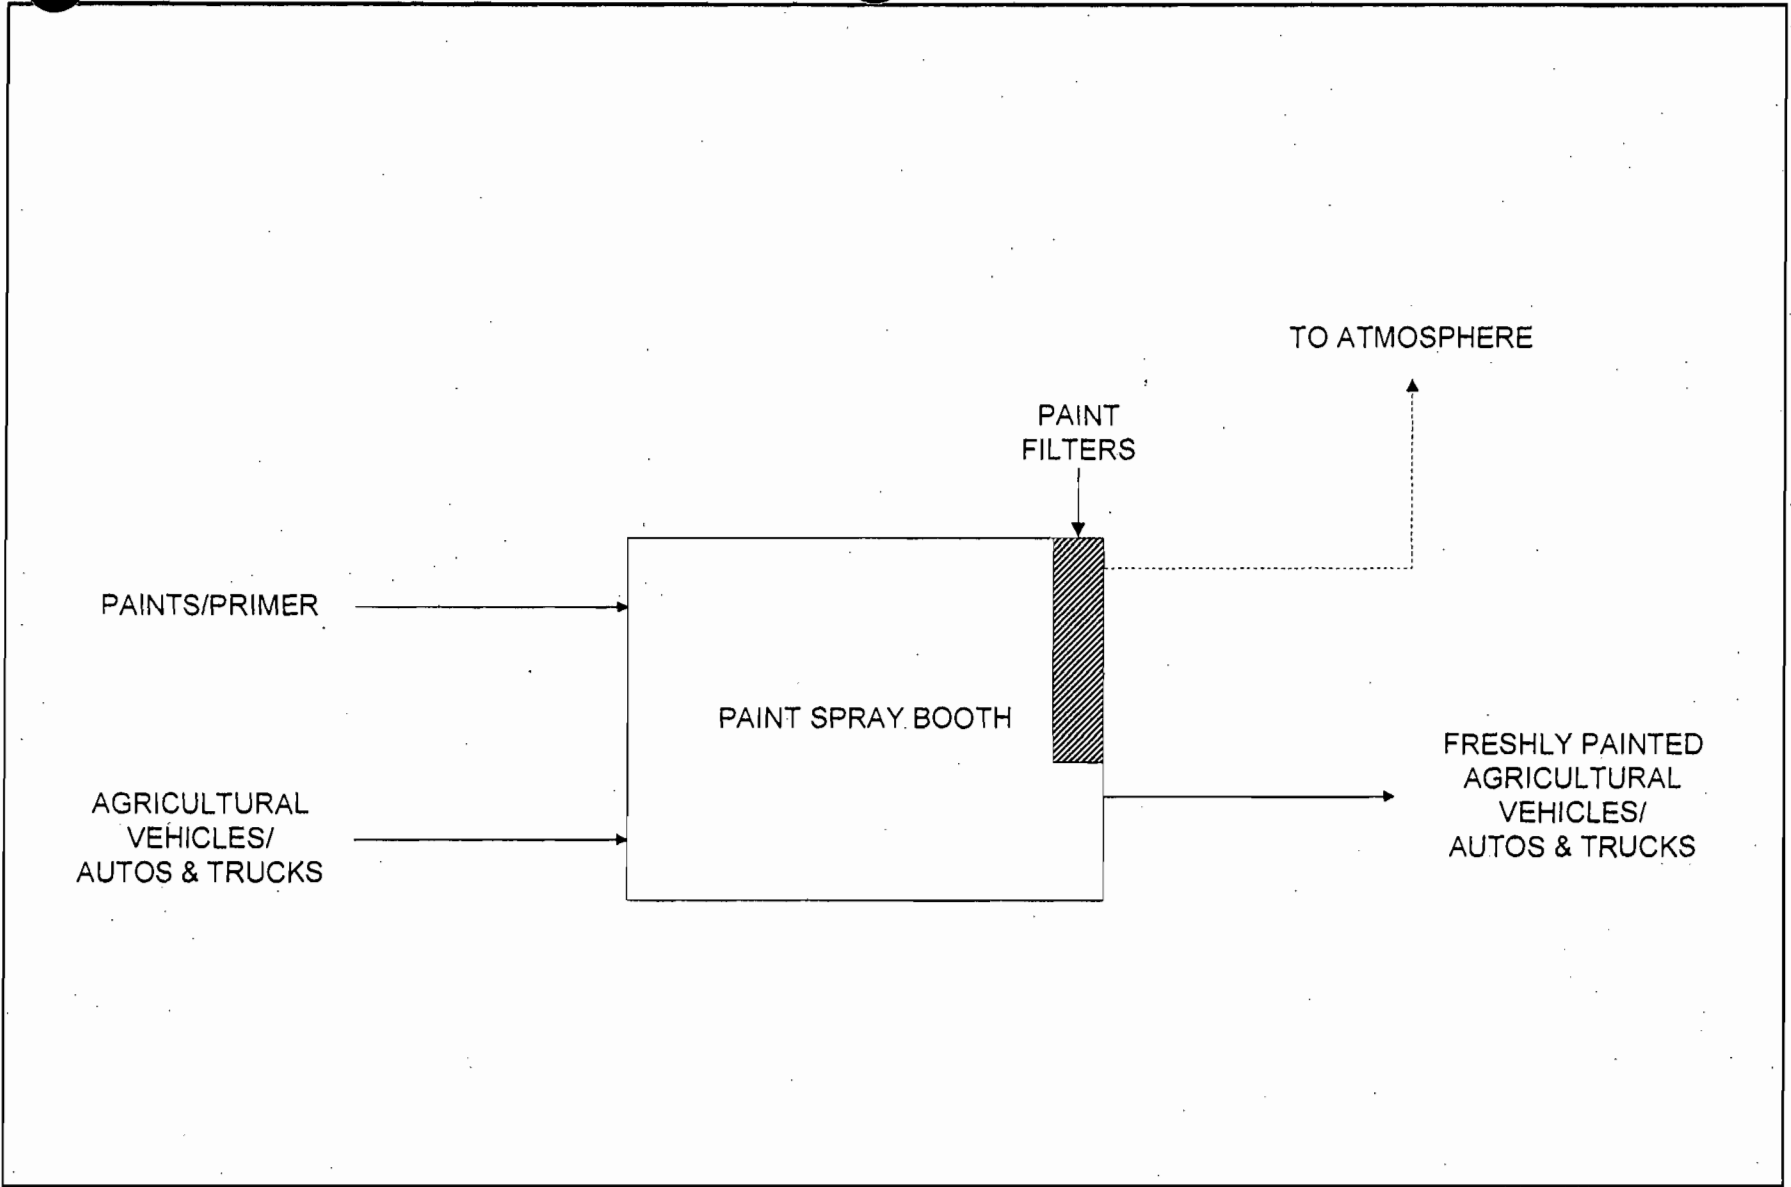 TO ATMOSPHERE
PAINT
FILTERS
PAINTS/PRIMER
PAINT SPRAY BOOTH
AGRICULTURAL
VEHICLES/
AUTOS & TRUCKS
FRESHLY PAINTED
AGRICULTURAL
VEHICLES/
AUTOS & TRUCKS